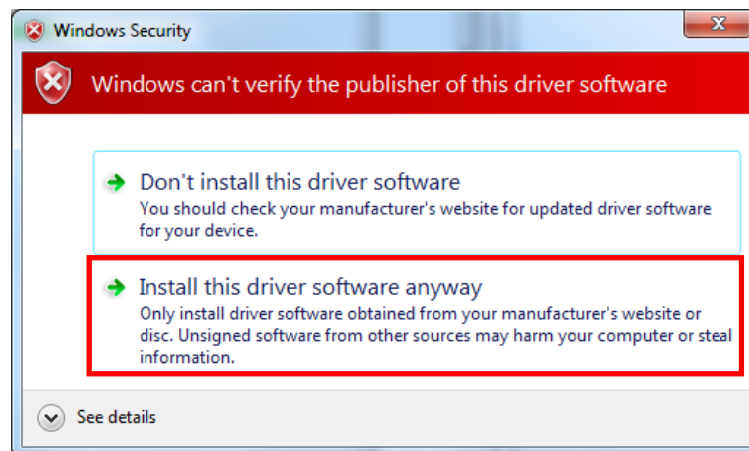 Windows Security
Windows can't verify the publisher of this driver software
Don't install this driver software
You should check your manufacturer's website for updated driver software
for your device.
Install this driver software anyway
Only install driver software obtained from your manufacturer's website or
disc. Unsigned software from other sources may harm your computer or steal
information.
See details